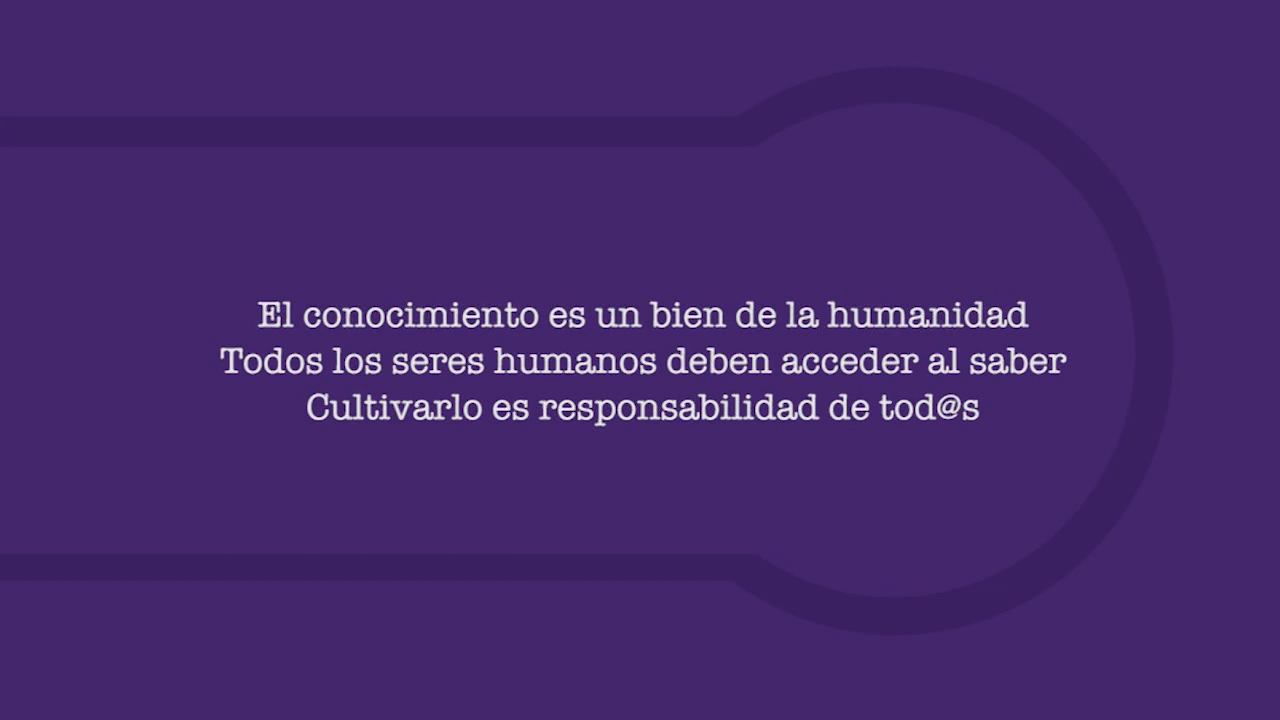 El conocimiento es un bien de la humanidad
Todos los seres humanos deben acceder al saber
Cultivarlo es responsabilidad de tod@s